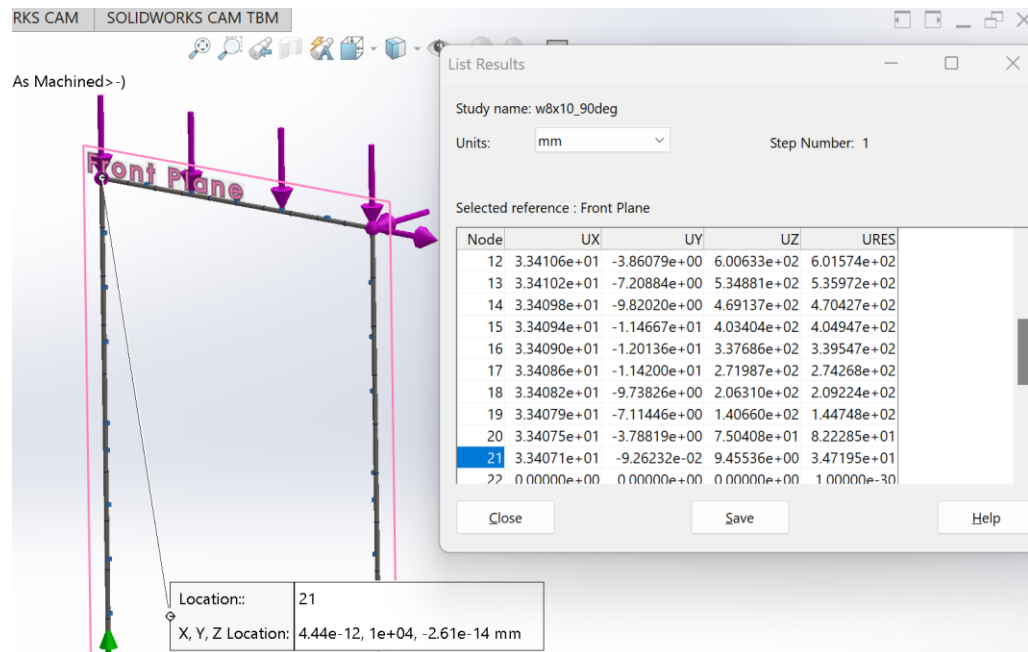 RKS CAM SOLIDWORKS CAM TBM
As Machined>-)
Front Plane
List Results
Study name: w8x10_90deg
Units: mm Step Number: 1
Selected reference : Front Plane
Node UX UY UZ URES
12 3.34106e+01 -3.86079e+00 6.00633e+02 6.01574e+02
13 3.34102e+01 -7.20884e+00 5.34881e+02 5.35972e+02
14 3.34098e+01 -9.82020e+00 4.69137e+02 4.70427e+02
15 3.34094e+01 -1.14667e+01 4.03404e+02 4.04947e+02
16 3.34090e+01 -1.20136e+01 3.37686e+02 3.39547e+02
17 3.34086e+01 -1.14200e+01 2.71987e+02 2.74268e+02
18 3.34082e+01 -9.73826e+00 2.06310e+02 2.09224e+02
19 3.34079e+01 -7.11446e+00 1.40660e+02 1.44748e+02
20 3.34075e+01 -3.78819e+00 7.50408e+01 8.22285e+01
21 3.34071e+01 -9.26232e-02 9.45536e+00 3.47195e+01
22 0.00000e+00 0.00000e+00 0.00000e+00 1.00000e-30
Close Save Help
Location:: 21
X, Y, Z Location: 4.44e-12, 1e+04, -2.61e-14 mm